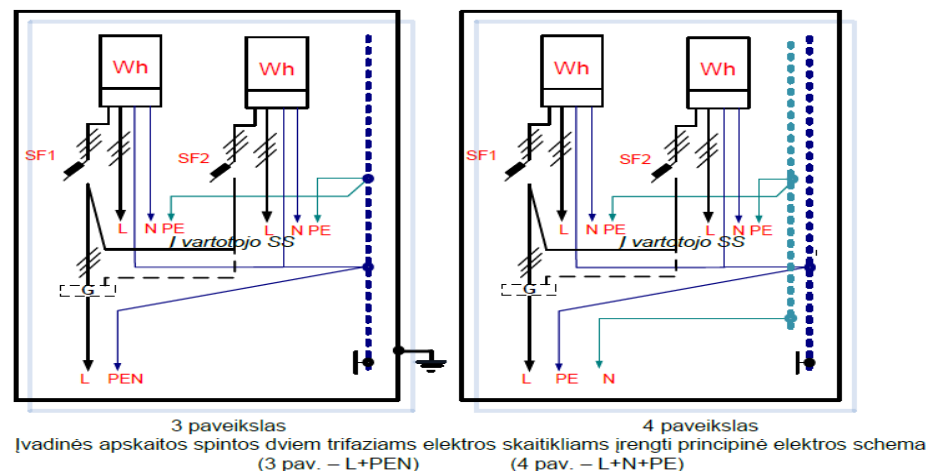 Wh
Wh
Wh
Wh
SF1
SF2
SF1
SF2
L N PE
L N PE
L N PE
L N PE
Į vartotojo SS
Į vartotojo SS
G
G
L PEN
L PE N
3 paveikslas
4 paveikslas
Įvadinės apskaitos spintos dviem trifaziams elektros skaitikliams įrengti principinė elektros schema
(3 pav. – L+PEN)
(4 pav. – L+N+PE)